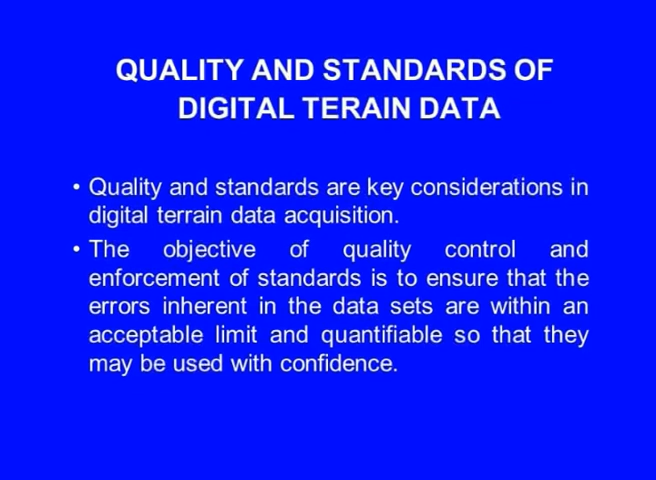 QUALITY AND STANDARDS OF
DIGITAL TERAIN DATA
• Quality and standards are key considerations in
digital terrain data acquisition.
• The objective of quality control and
enforcement of standards is to ensure that the
errors inherent in the data sets are within an
acceptable limit and quantifiable so that they
may be used with confidence.